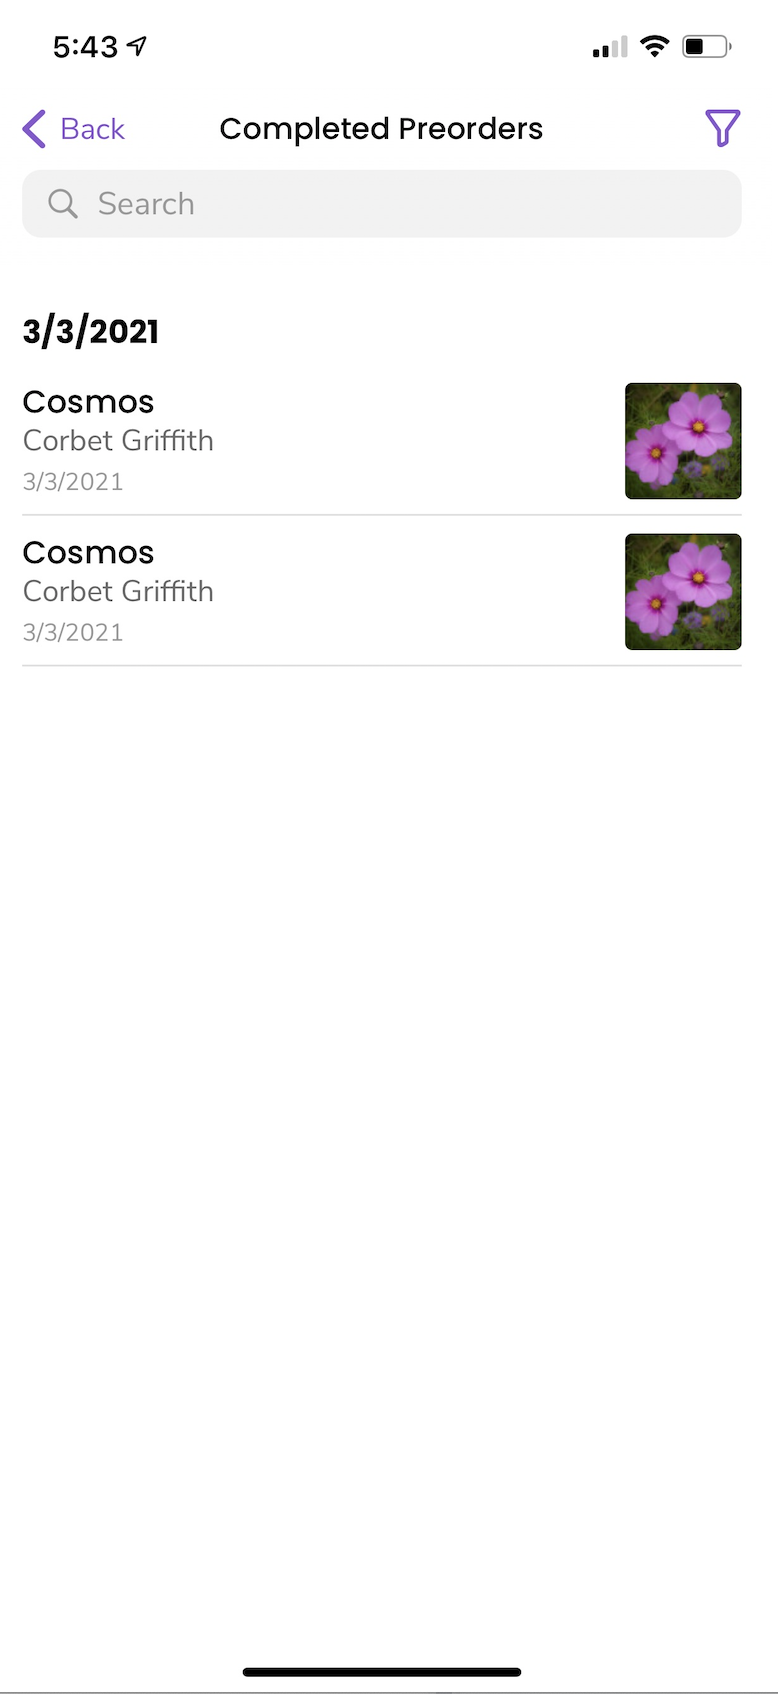 5:43
Back
Completed Preorders
Search
3/3/2021
Cosmos
Corbet Griffith
3/3/2021
Cosmos
Corbet Griffith
3/3/2021